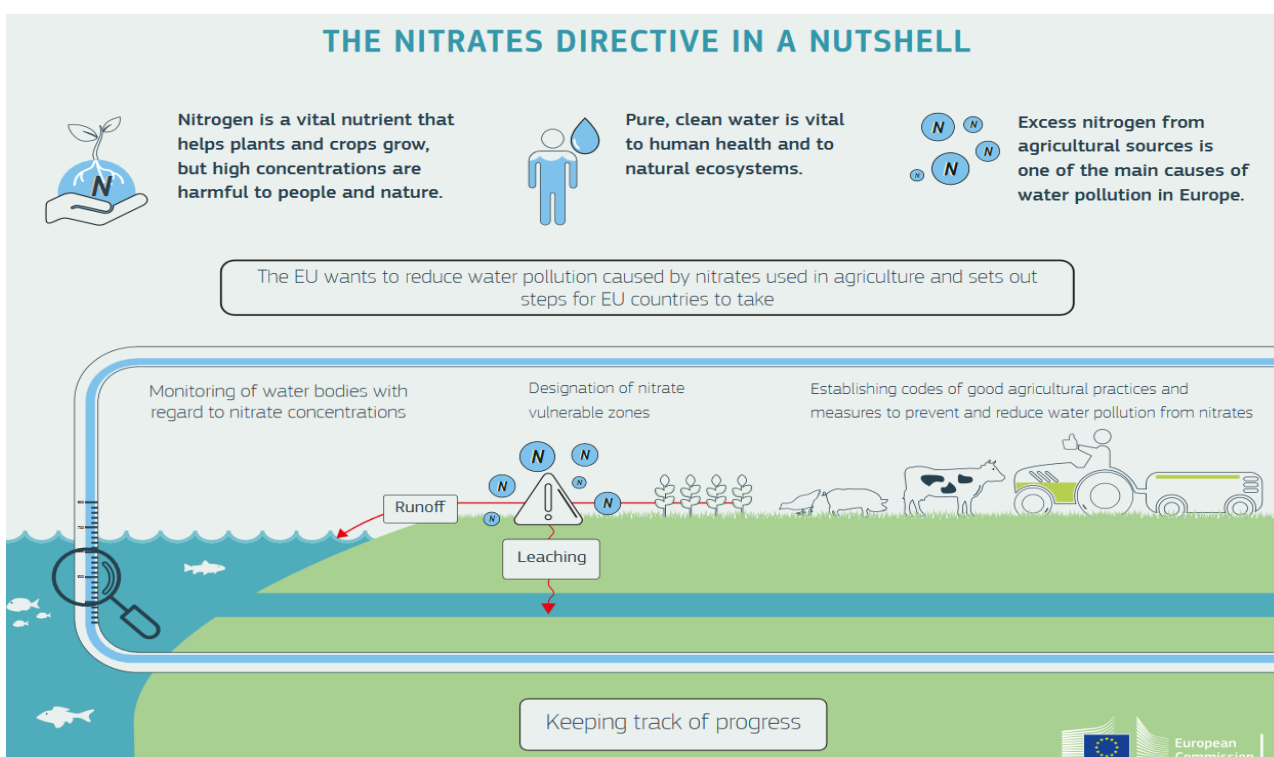 THE NITRATES DIRECTIVE IN A NUTSHELL
Nitrogen is a vital nutrient that
helps plants and crops grow,
but high concentrations are
harmful to people and nature.
N
Pure, clean water is vital
to human health and to
natural ecosystems.
N
N
N
N
N
Excess nitrogen from
agricultural sources is
one of the main causes of
water pollution in Europe.
The EU wants to reduce water pollution caused by nitrates used in agriculture and sets out
steps for EU countries to take
Monitoring of water bodies with
regard to nitrate concentrations
Designation of nitrate
vulnerable zones
Establishing codes of good agricultural practices and
measures to prevent and reduce water pollution from nitrates
N
N
N
N
N
N
Runoff
!
Leaching
Keeping track of progress
European
Commission